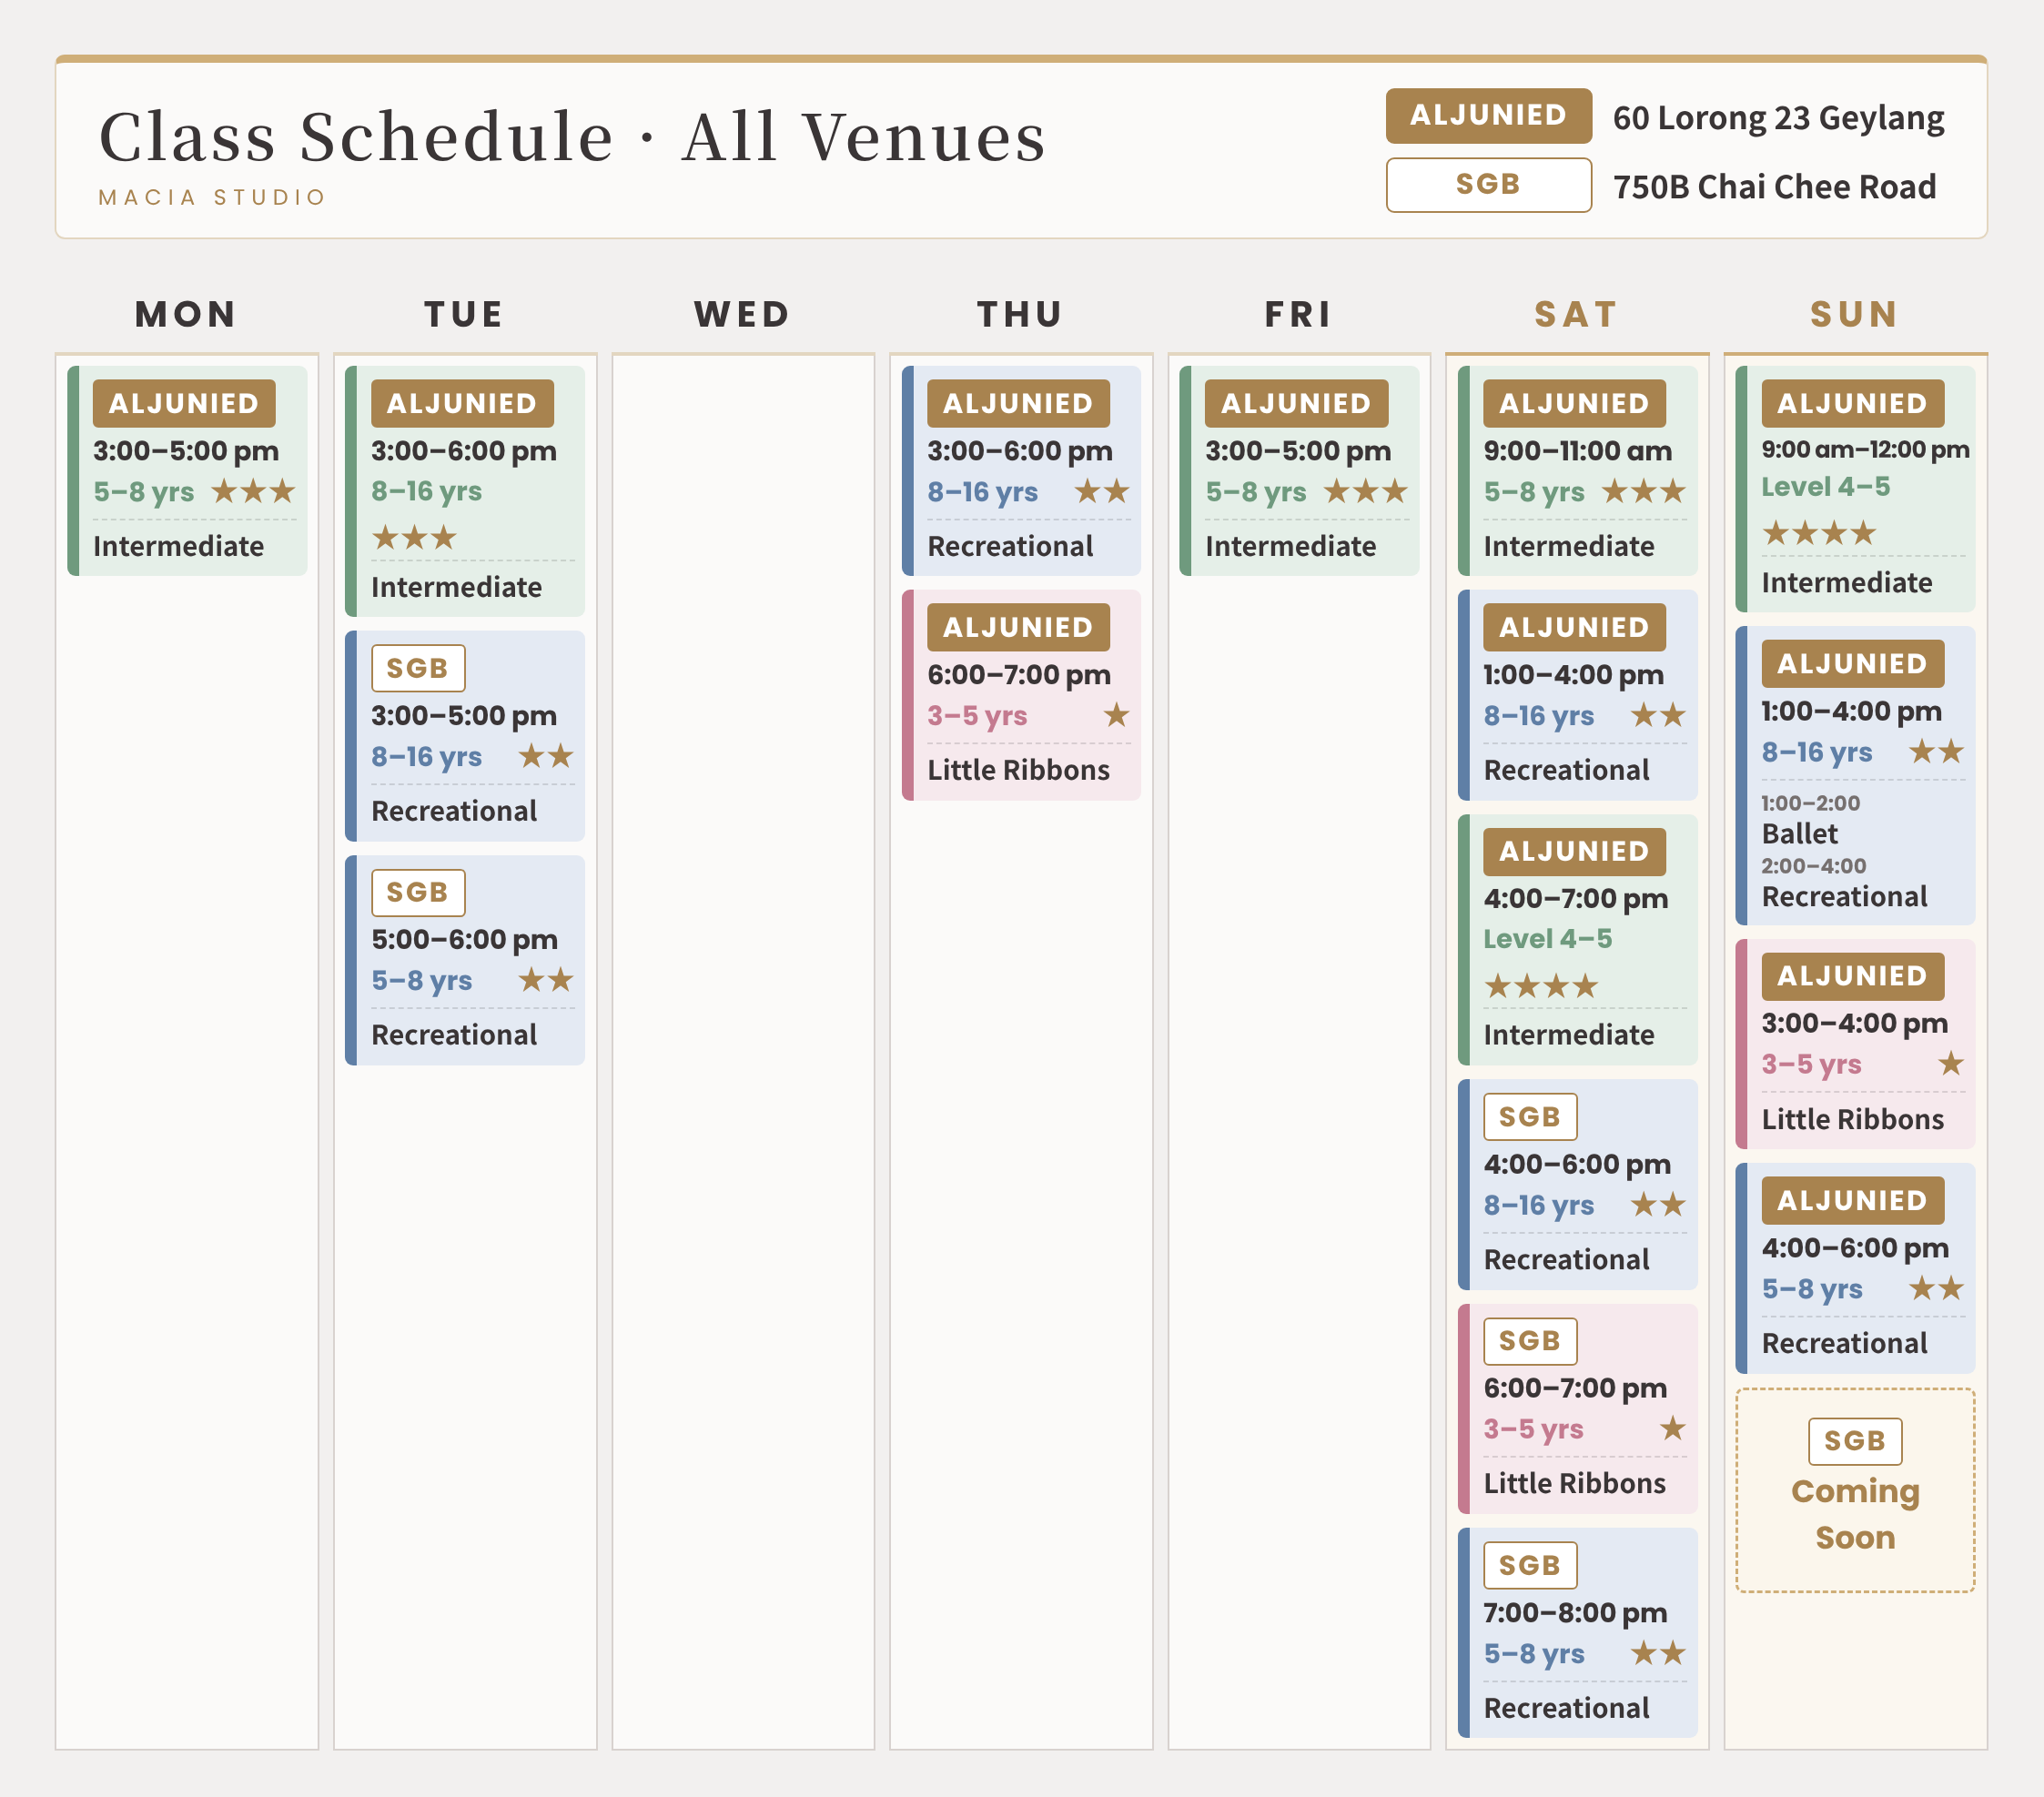 Class Schedule · All Venues
MACIA STUDIO
ALJUNIED 60 Lorong 23 Geylang
SGB 750B Chai Chee Road
MON
ALJUNIED
3:00–5:00 pm
5–8 yrs ★★★
Intermediate
TUE
ALJUNIED
3:00–6:00 pm
8–16 yrs
★★★
Intermediate
SGB
3:00–5:00 pm
8–16 yrs ★★
Recreational
SGB
5:00–6:00 pm
5–8 yrs ★★
Recreational
WED
THU
ALJUNIED
3:00–6:00 pm
8–16 yrs ★★
Recreational
ALJUNIED
6:00–7:00 pm
3–5 yrs ★
Little Ribbons
FRI
ALJUNIED
3:00–5:00 pm
5–8 yrs ★★★
Intermediate
SAT
ALJUNIED
9:00–11:00 am
5–8 yrs ★★★
Intermediate
ALJUNIED
1:00–4:00 pm
8–16 yrs ★★
Recreational
ALJUNIED
4:00–7:00 pm
Level 4–5
★★★★
Intermediate
SGB
4:00–6:00 pm
8–16 yrs ★★
Recreational
SGB
6:00–7:00 pm
3–5 yrs ★
Little Ribbons
SGB
7:00–8:00 pm
5–8 yrs ★★
Recreational
SUN
ALJUNIED
9:00 am–12:00 pm
Level 4–5
★★★★
Intermediate
ALJUNIED
1:00–4:00 pm
8–16 yrs ★★
1:00–2:00
Ballet
2:00–4:00
Recreational
ALJUNIED
3:00–4:00 pm
3–5 yrs ★
Little Ribbons
ALJUNIED
4:00–6:00 pm
5–8 yrs ★★
Recreational
SGB
Coming
Soon